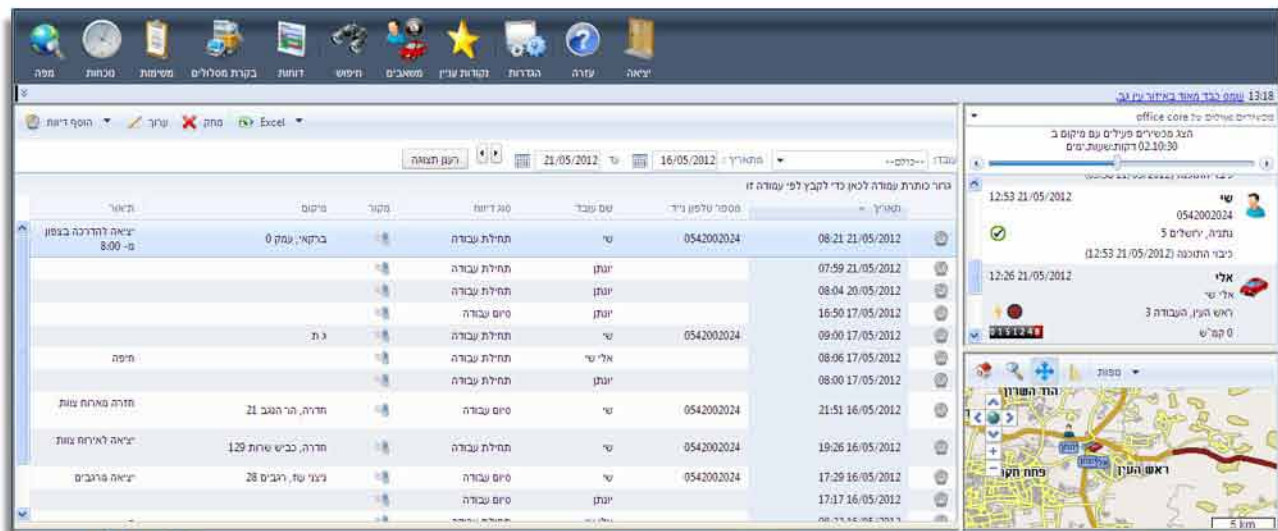 יציאה עזרה הגדרות נקודות עניין משאבים חיפוש דוחות בקרת מסלולים משימות נוכחות מפה
13:18 עומס כבד מאוד באיזור עין גב,
הוסף דיווח ערוך מחק Excel
עובד: --כולם-- מתאריך: 16/05/2012 עד 21/05/2012 רענן תצוגה
גרור כותרת עמודה לכאן כדי לקבץ לפי עמודה זו
תאריך מספר טלפון נייד שם עובד סוג דיווח מיקום מקור תיאור
08:21 21/05/2012 0542002024 שי תחילת עבודה ברקאי, עמק 0 יציאה להדרכה בצפון
מ- 8:00
07:59 21/05/2012 יונתן תחילת עבודה
08:04 20/05/2012 יונתן תחילת עבודה
16:50 17/05/2012 יונתן סיום עבודה
09:00 17/05/2012 0542002024 שי תחילת עבודה
08:06 17/05/2012 אלי שי תחילת עבודה חיפה
08:00 17/05/2012 יונתן תחילת עבודה
21:51 16/05/2012 0542002024 שי סיום עבודה חדרה, הר הנגב 21 חזרה מארוח צוות
19:26 16/05/2012 0542002024 שי תחילת עבודה חדרה, כביש שרות 129 יציאה לאירוח צוות
17:29 16/05/2012 0542002024 שי סיום עבודה ניצני עוז, רגבים 28 יציאה מרגבים
17:17 16/05/2012 יונתן סיום עבודה
מכשירים פעילים של office core
הצג מכשירים פעילים עם מיקום ב
02.10:30 דקות:שעות.ימים
שי 12:53 21/05/2012
0542002024
נתניה, ירושלים 5
כיבוי התוכנה (12:53 21/05/2012)
אלי 12:26 21/05/2012
אלי שי
ראש העין, העבודה 3
0 קמ"ש
0151248
מפות
הוד השרון
יונתן
ראש העין
5 km